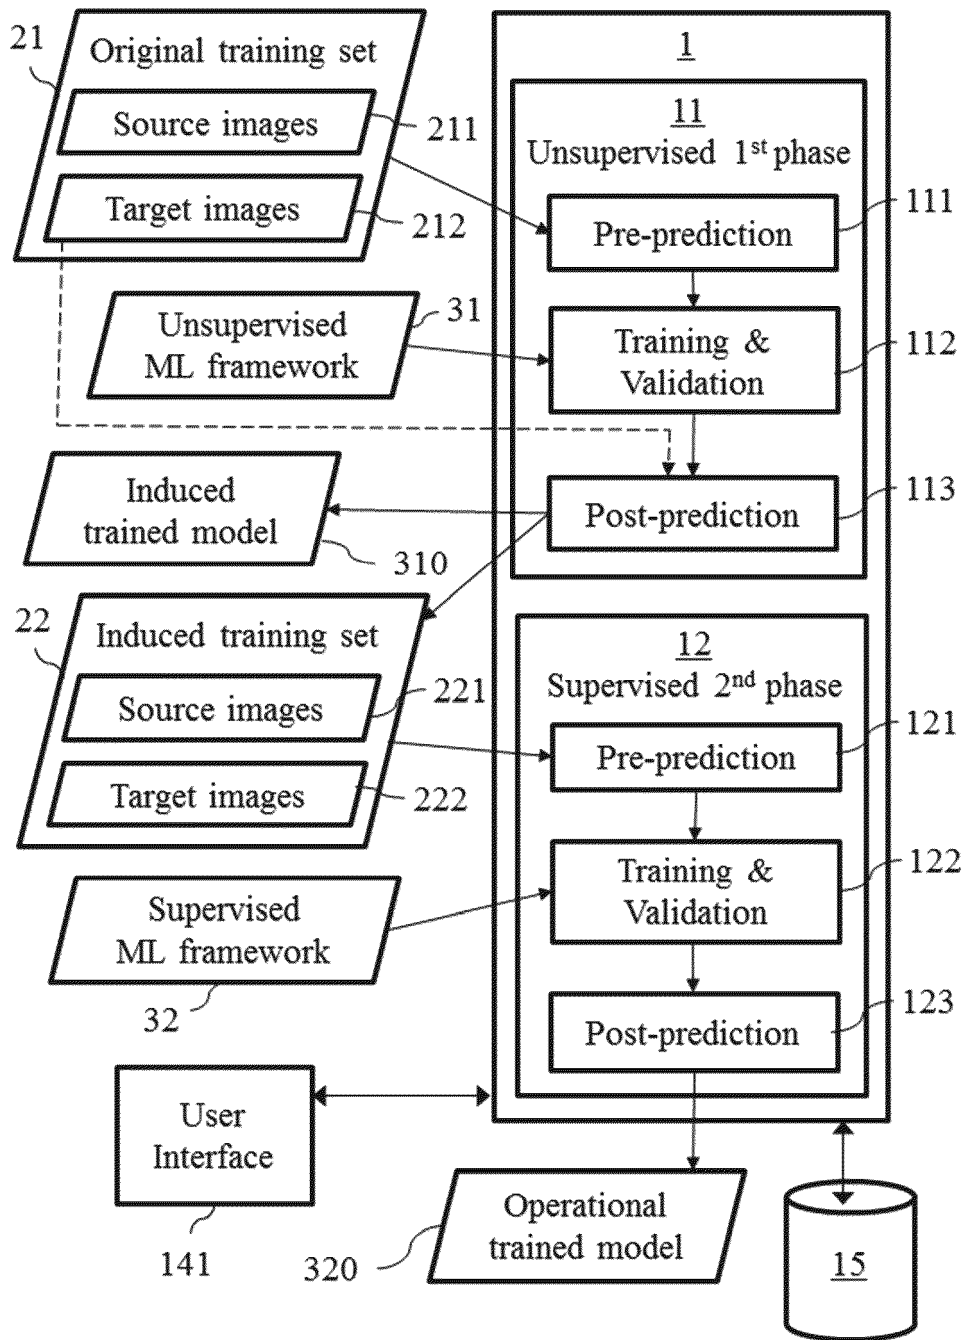 21
Original training set
Source images
211
Target images
212
1
11
Unsupervised 1st phase
Pre-prediction
111
Unsupervised
ML framework
31
Training &
Validation
112
Induced
trained model
310
Post-prediction
113
22
Induced training set
Source images
221
Target images
222
12
Supervised 2nd phase
Pre-prediction
121
Supervised
ML framework
32
Training &
Validation
122
Post-prediction
123
User
Interface
141
Operational
trained model
320
15